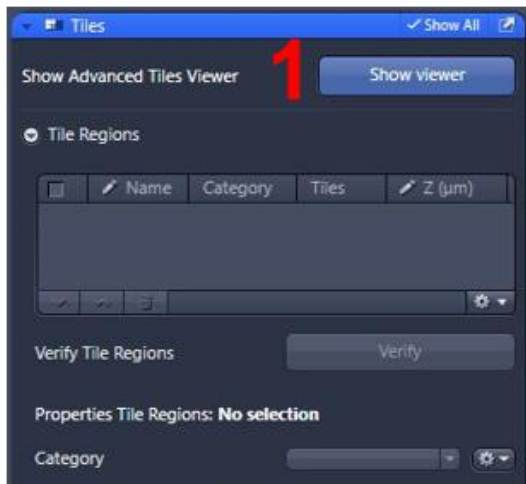 Tiles Show All
1
Show Advanced Tiles Viewer Show viewer
Tile Regions
Name Category Tiles Z (µm)
Verify Tile Regions Verify
Properties Tile Regions: No selection
Category